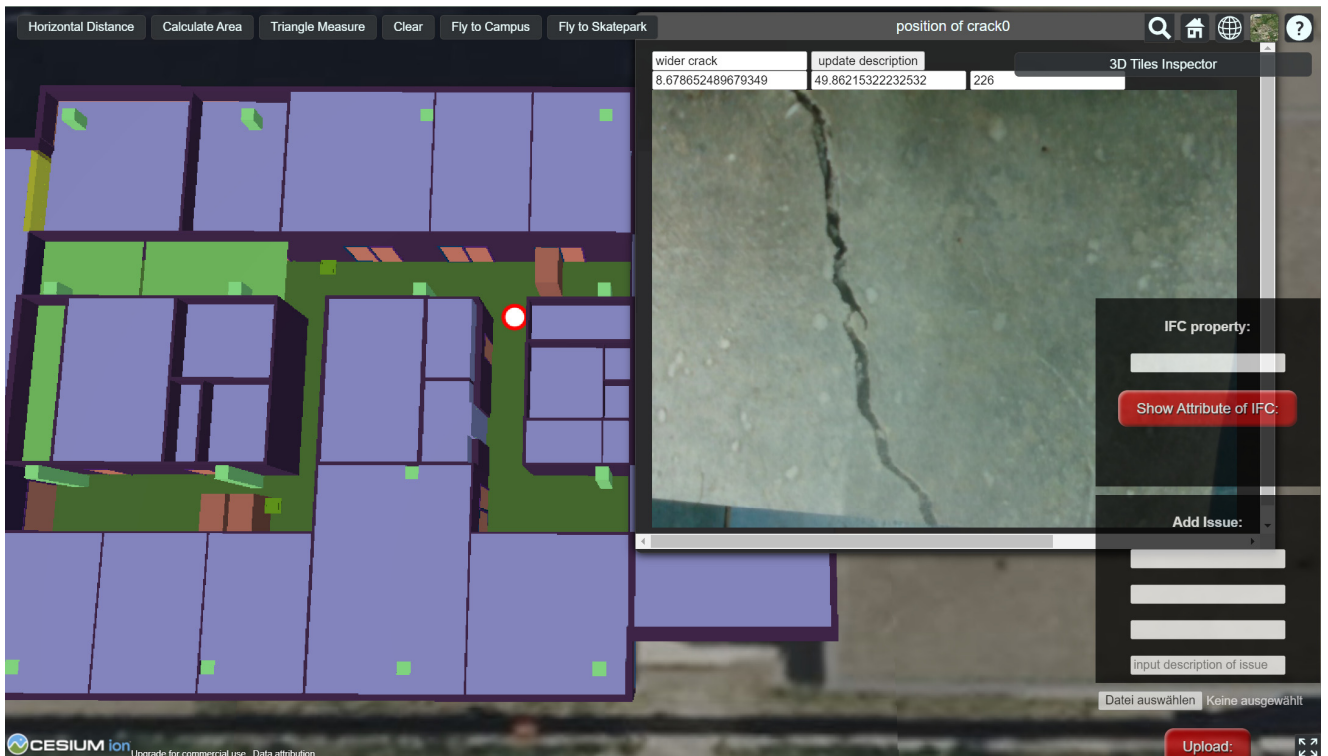 Horizontal Distance Calculate Area Triangle Measure Clear Fly to Campus Fly to Skatepark position of crack0 ?
wider crack update description
3D Tiles Inspector
8.678652489679349 49.86215322232532 226
IFC property:
Show Attribute of IFC:
Add Issue:
input description of issue
Datei auswählen Keine ausgewählt
CESIUM ion Upgrade for commercial use Data attribution
Upload: